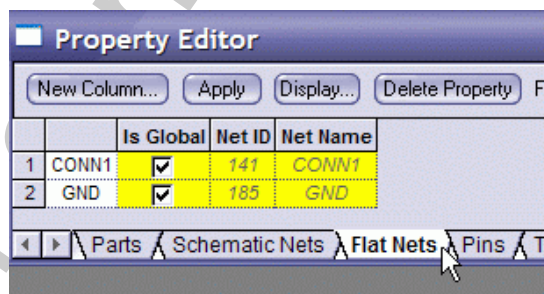 Property Editor
New Column... Apply Display... Delete Property F
Is Global Net ID Net Name
1 CONN1 141 CONN1
2 GND 185 GND
Parts Schematic Nets Flat Nets Pins T